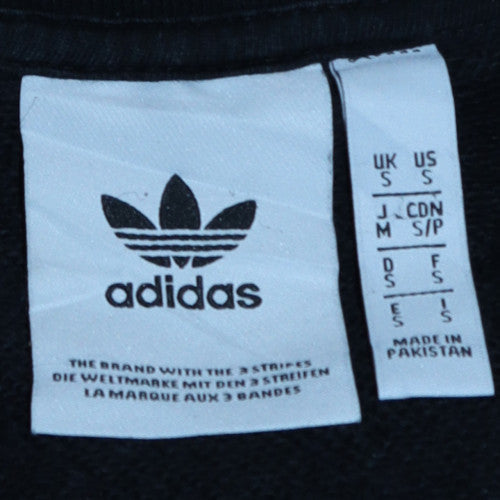 adidas
THE BRAND WITH THE 3 STRIPES
DIE WELTMARKE MIT DEN 3 STREIFEN
LA MARQUE AUX 3 BANDES
UK US
S S
J CDN
M S/P
D F
S S
E I
S S
MADE IN
PAKISTAN